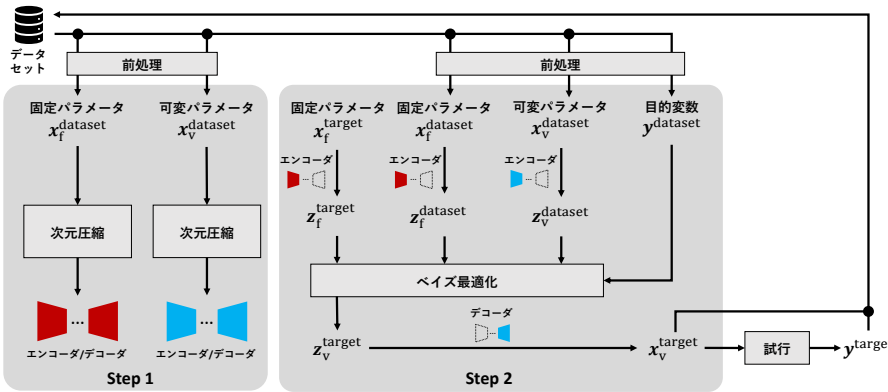 データ
セット
前処理
前処理
固定パラメータ
x_f^dataset
可変パラメータ
x_v^dataset
次元圧縮
次元圧縮
...
...
エンコーダ/デコーダ
エンコーダ/デコーダ
Step 1
固定パラメータ
x_f^target
固定パラメータ
x_f^dataset
可変パラメータ
x_v^dataset
目的変数
y^dataset
エンコーダ
...
エンコーダ
...
エンコーダ
...
z_f^target
z_f^dataset
z_v^dataset
ベイズ最適化
デコーダ
...
z_v^target
x_v^target
試行
y^targe
Step 2